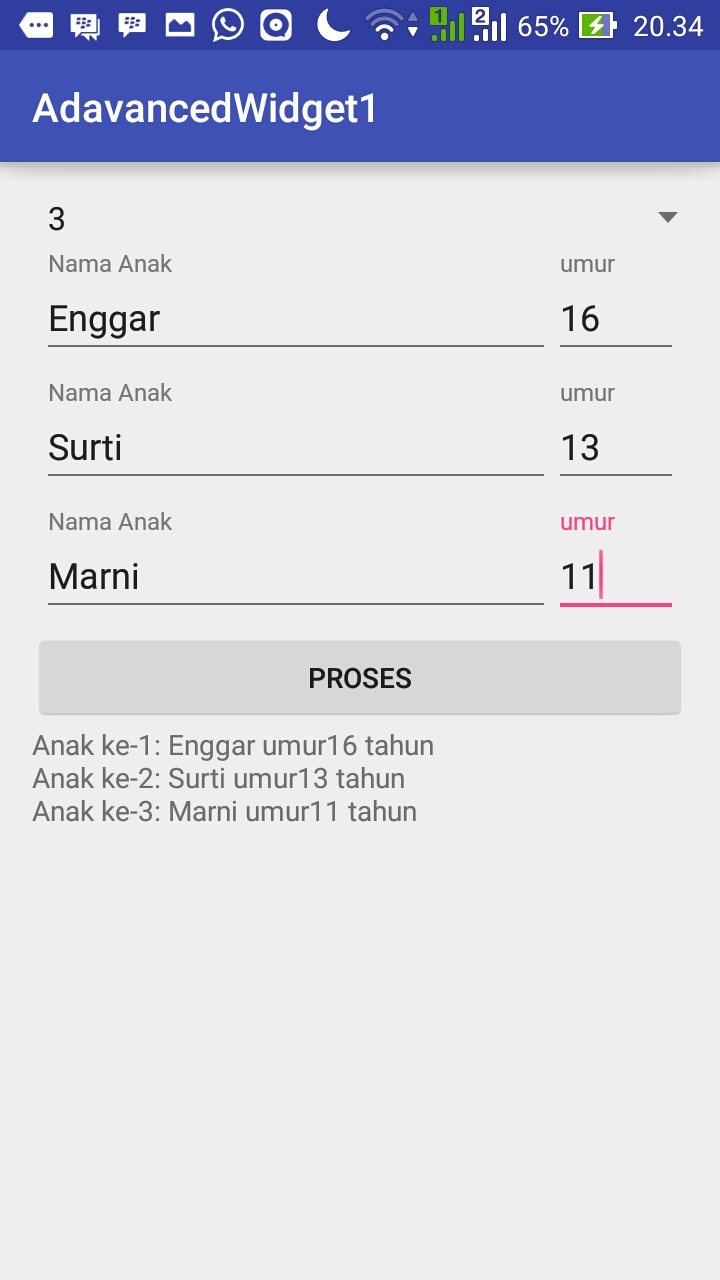 1 2 65% 20.34
AdavancedWidget1
3
Nama Anak umur
Enggar 16
Nama Anak umur
Surti 13
Nama Anak umur
Marni 11
PROSES
Anak ke-1: Enggar umur16 tahun
Anak ke-2: Surti umur13 tahun
Anak ke-3: Marni umur11 tahun